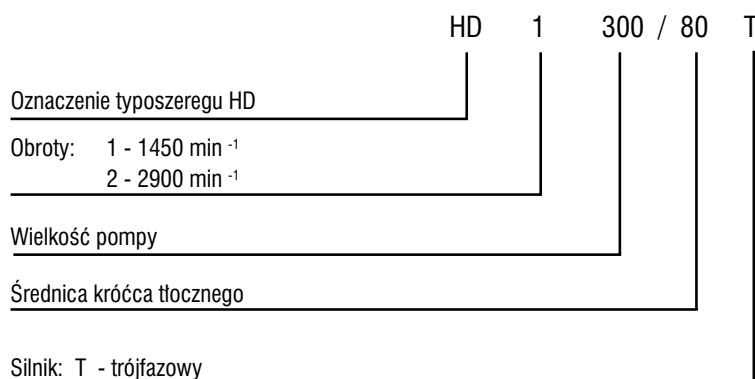 HD 1 300 / 80 T
Oznaczenie typoszeregu HD
Obroty: 1 - 1450 min -1
2 - 2900 min -1
Wielkość pompy
Średnica króćca tłocznego
Silnik: T - trójfazowy